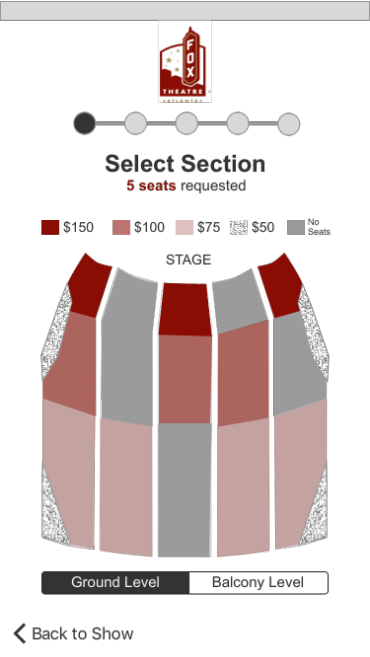 FOX
THEATRE
ATLANTA
Select Section
5 seats requested
$150 $100 $75 $50 No Seats
STAGE
Ground Level Balcony Level
Back to Show